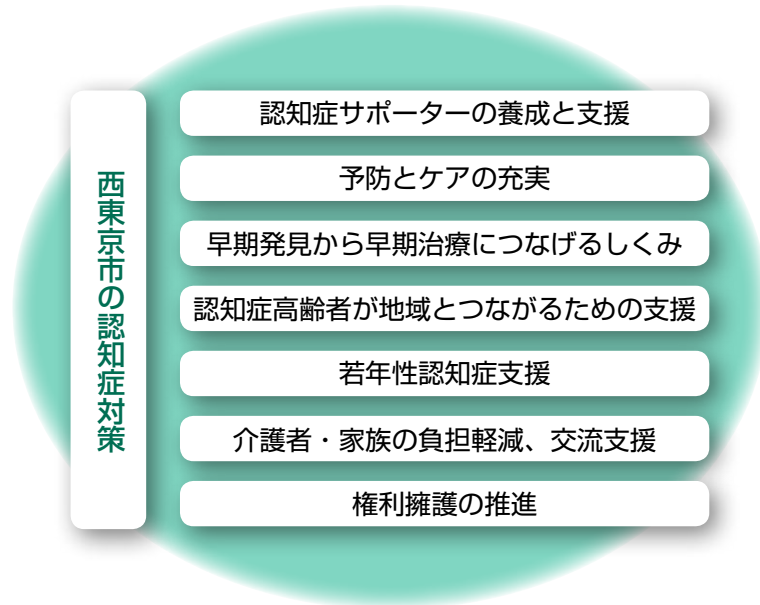 西東京市の認知症対策
認知症サポーターの養成と支援
予防とケアの充実
早期発見から早期治療につなげるしくみ
認知症高齢者が地域とつながるための支援
若年性認知症支援
介護者・家族の負担軽減、交流支援
権利擁護の推進